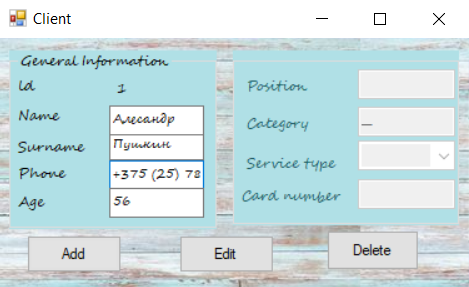 Client
General Information
Id 1
Name Алесандр
Surname Пушкин
Phone +375 (25) 78
Age 56
Position
Category —
Service type
Card number
Add Edit Delete